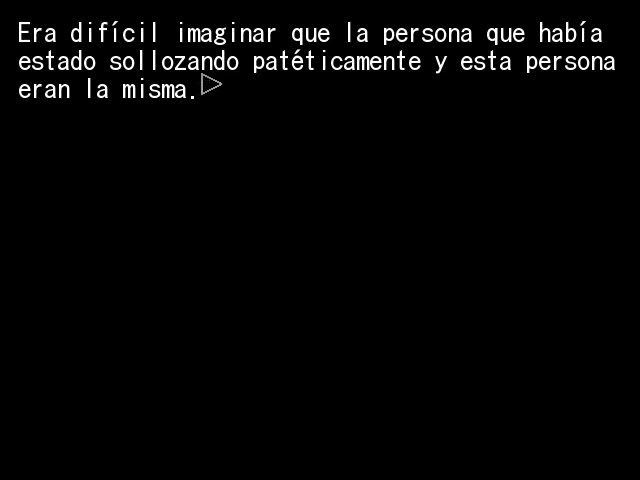 Era difícil imaginar que la persona que había
estado sollozando patéticamente y esta persona
eran la misma.